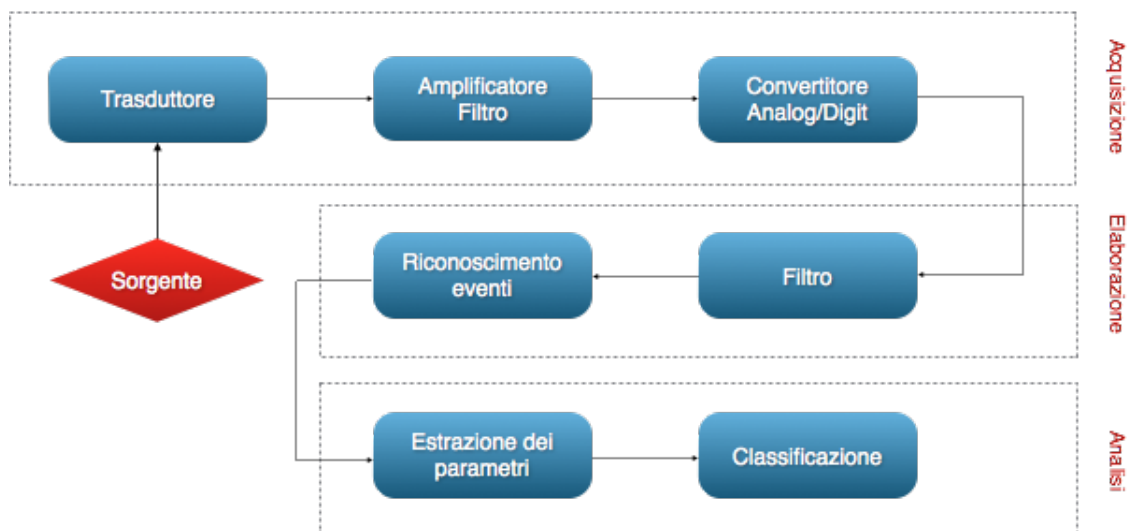 Trasduttore
Amplificatore
Filtro
Convertitore
Analog/Digit
Acquisizione
Sorgente
Riconoscimento
eventi
Filtro
Elaborazione
Estrazione dei
parametri
Classificazione
Analisi